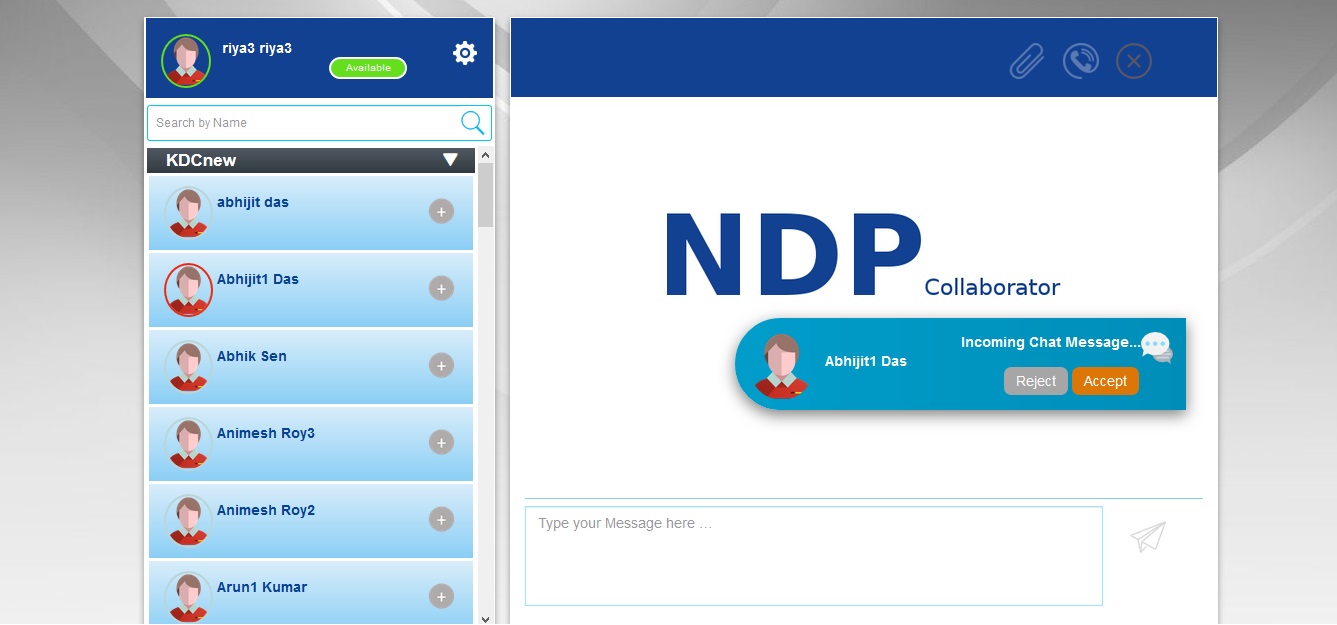 riya3 riya3
Available
Search by Name
KDCnew
abhijit das
Abhijit1 Das
Abhik Sen
Animesh Roy3
Animesh Roy2
Arun1 Kumar
NDP Collaborator
Incoming Chat Message...
Abhijit1 Das
Reject Accept
Type your Message here ...